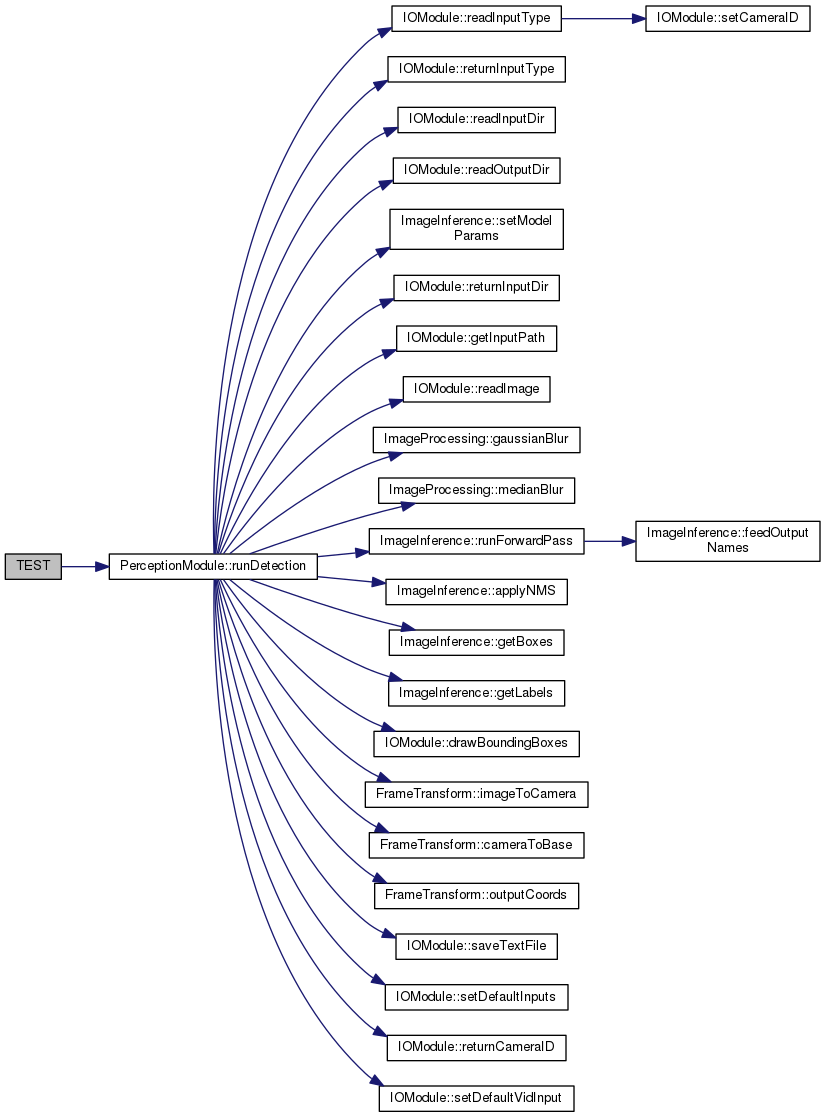 TEST
PerceptionModule::runDetection
IOModule::readInputType
IOModule::setCameraID
IOModule::returnInputType
IOModule::readInputDir
IOModule::readOutputDir
ImageInference::setModel
Params
IOModule::returnInputDir
IOModule::getInputPath
IOModule::readImage
ImageProcessing::gaussianBlur
ImageProcessing::medianBlur
ImageInference::runForwardPass
ImageInference::feedOutput
Names
ImageInference::applyNMS
ImageInference::getBoxes
ImageInference::getLabels
IOModule::drawBoundingBoxes
FrameTransform::imageToCamera
FrameTransform::cameraToBase
FrameTransform::outputCoords
IOModule::saveTextFile
IOModule::setDefaultInputs
IOModule::returnCameraID
IOModule::setDefaultVidInput